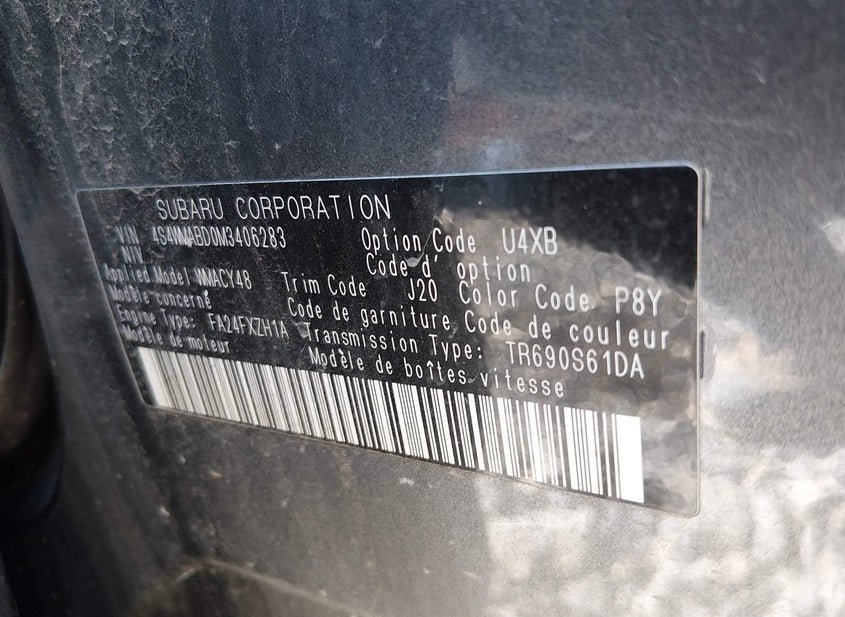 SUBARU CORPORATION
VIN 4S4WMABD0M3406283 Option Code U4XB
NIV Code d' option
Applied Model WMACY48 Trim Code J20 Color Code P8Y
Modèle concerné Code de garniture Code de couleur
Engine Type: FA24FXZH1A Transmission Type: TR690S61DA
Modèle de moteur Modèle de boîtes vitesse